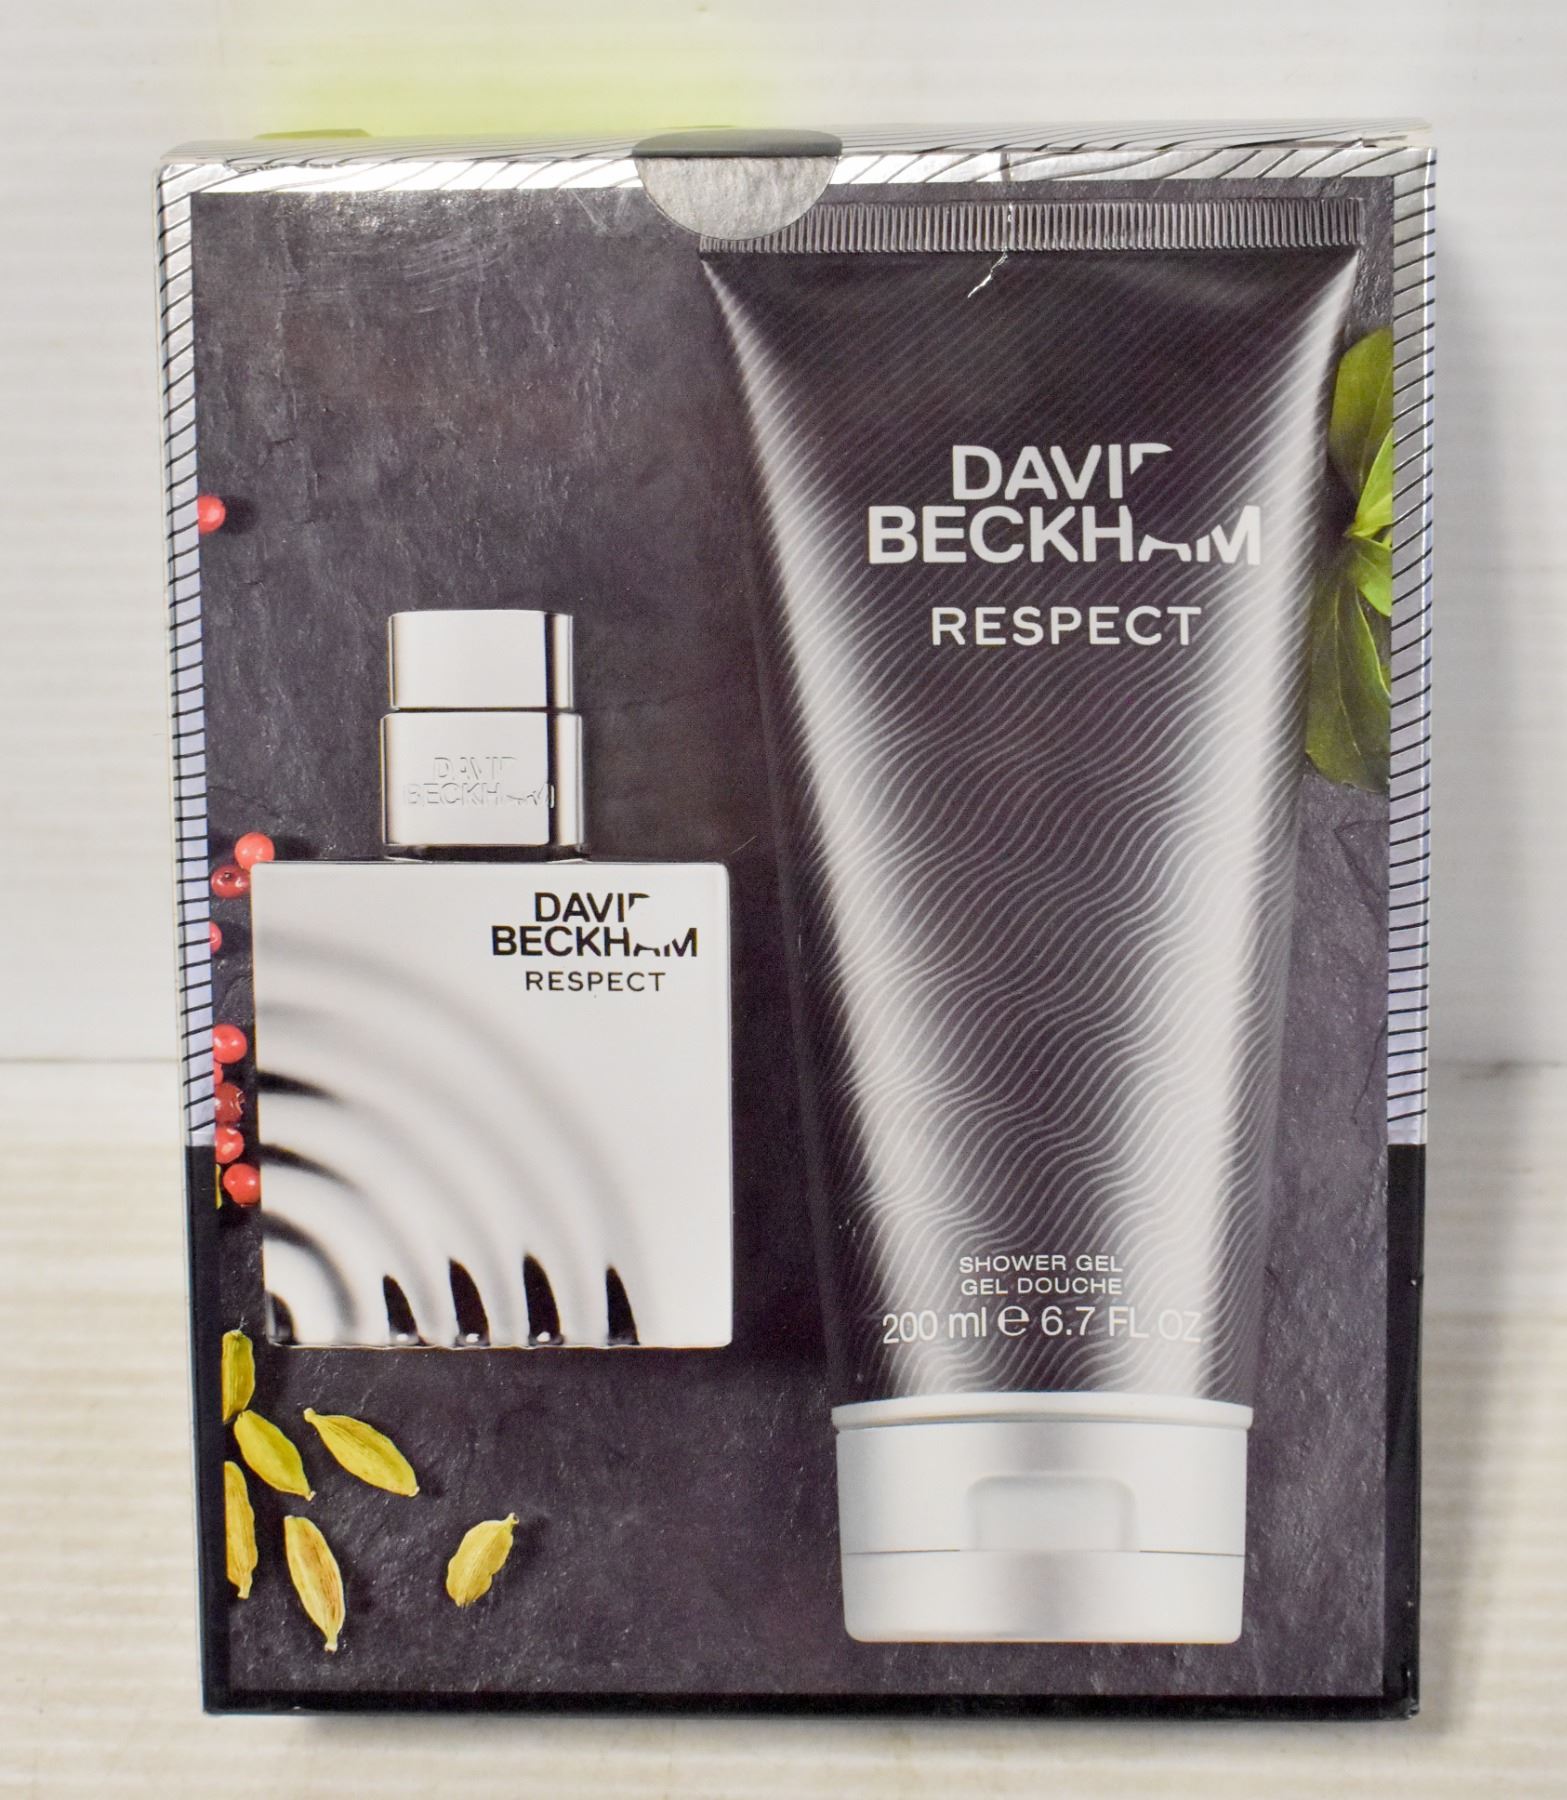 DAVID
BECKHAM
RESPECT
DAVID
BECKHAM
DAVID
BECKHAM
RESPECT
SHOWER GEL
GEL DOUCHE
200 ml e 6.7 FL OZ